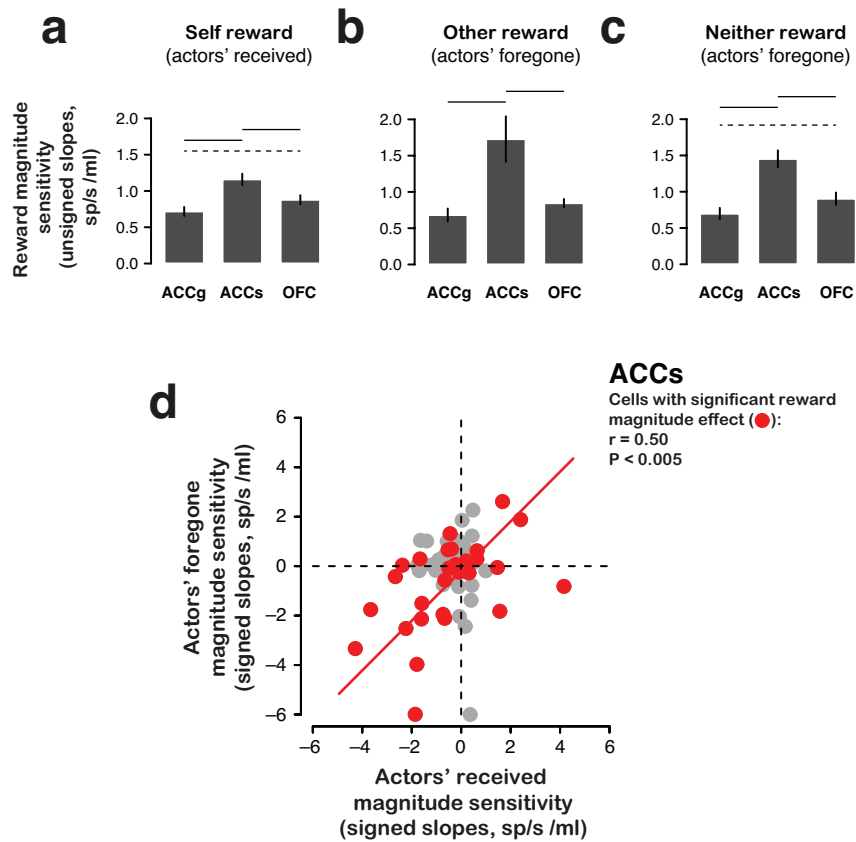 a
Self reward
(actors' received)
b
Other reward
(actors' foregone)
c
Neither reward
(actors' foregone)
Reward magnitude
sensitivity
(unsigned slopes,
sp/s /ml)
2.0
1.5
1.0
0.5
0.0
ACCg ACCs OFC
2.0
1.5
1.0
0.5
0.0
ACCg ACCs OFC
2.0
1.5
1.0
0.5
0.0
ACCg ACCs OFC
d
ACCs
Cells with significant reward
magnitude effect ( ):
r = 0.50
P < 0.005
Actors' foregone
magnitude sensitivity
(signed slopes, sp/s /ml)
6
4
2
0
−2
−4
−6
−6 −4 −2 0 2 4 6
Actors' received
magnitude sensitivity
(signed slopes, sp/s /ml)